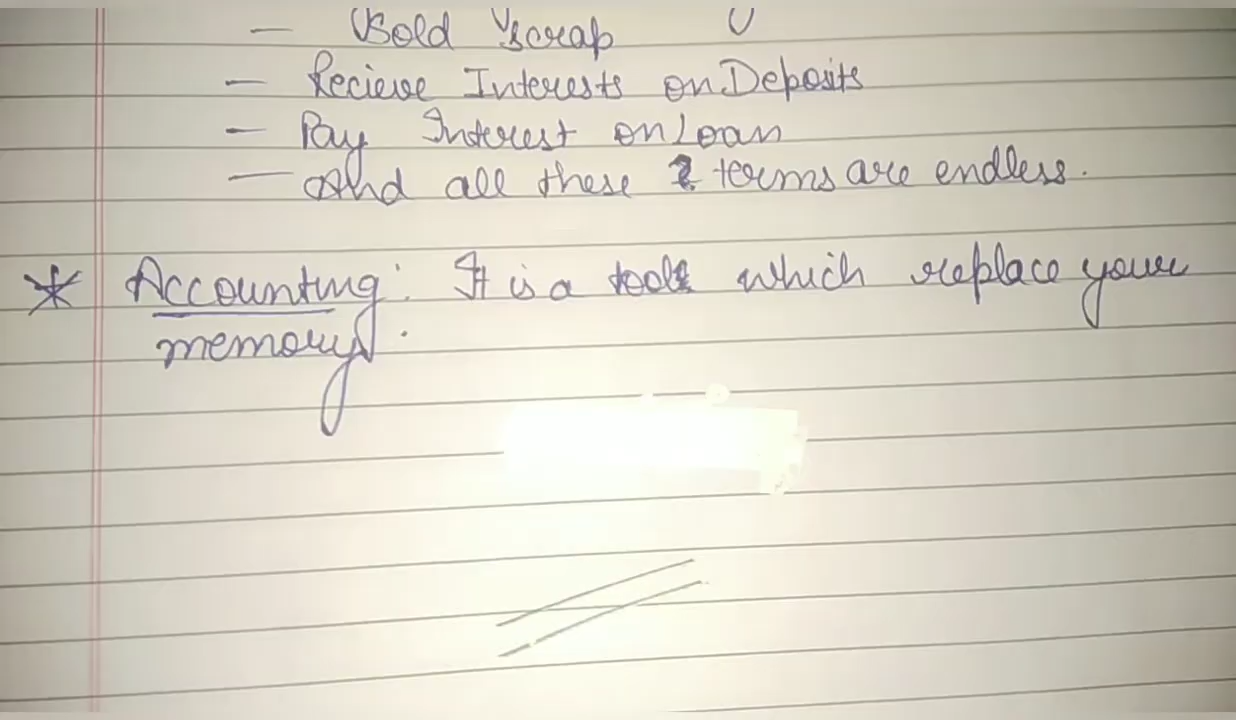 — Sold scrap
— Recieve Interests on Deposits
— Pay Interest on Loan
— And all these terms are endless.
* Accounting: It is a tool which replace your
memory.